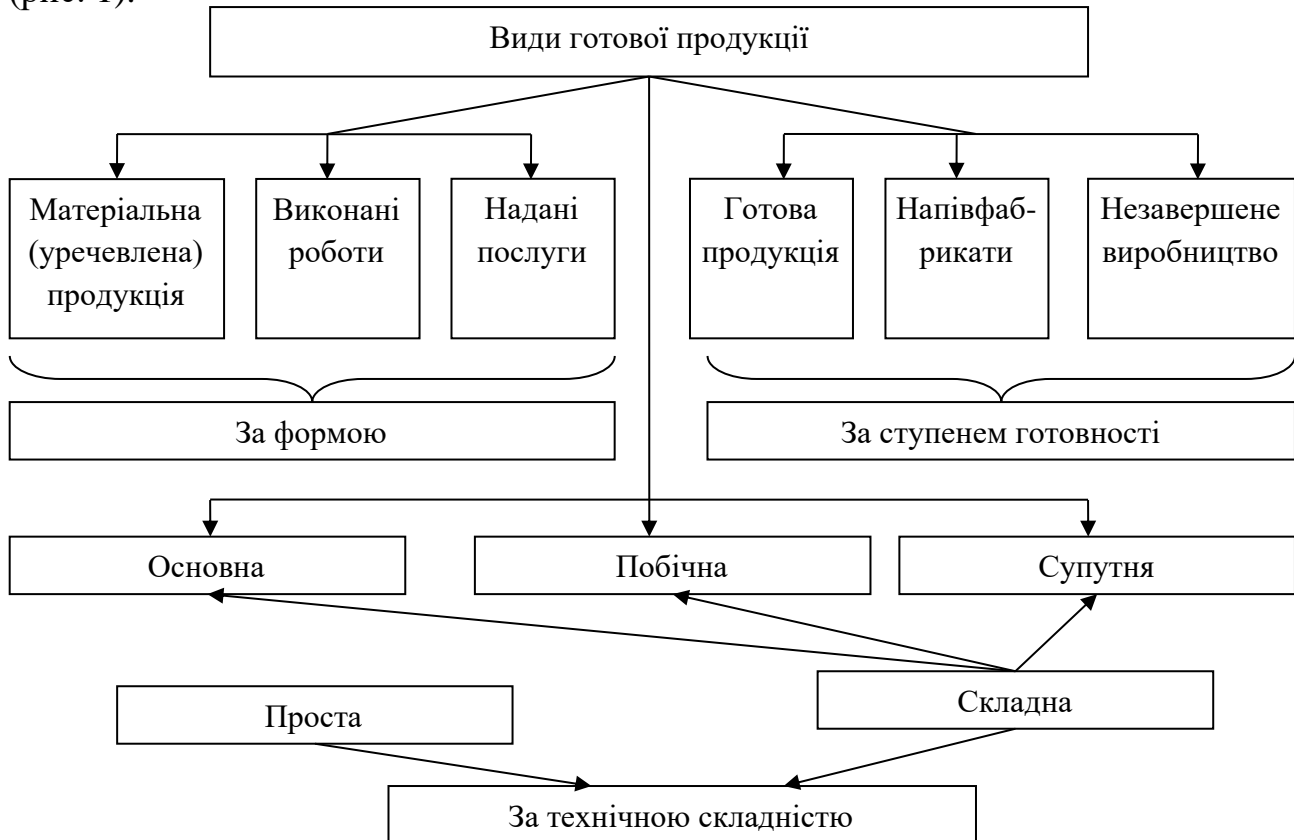 (рис. 1).
Види готової продукції
Матеріальна
(уречевлена)
продукція
Виконані
роботи
Надані
послуги
Готова
продукція
Напівфаб-
рикати
Незавершене
виробництво
За формою
За ступенем готовності
Основна
Побічна
Супутня
Проста
Складна
За технічною складністю